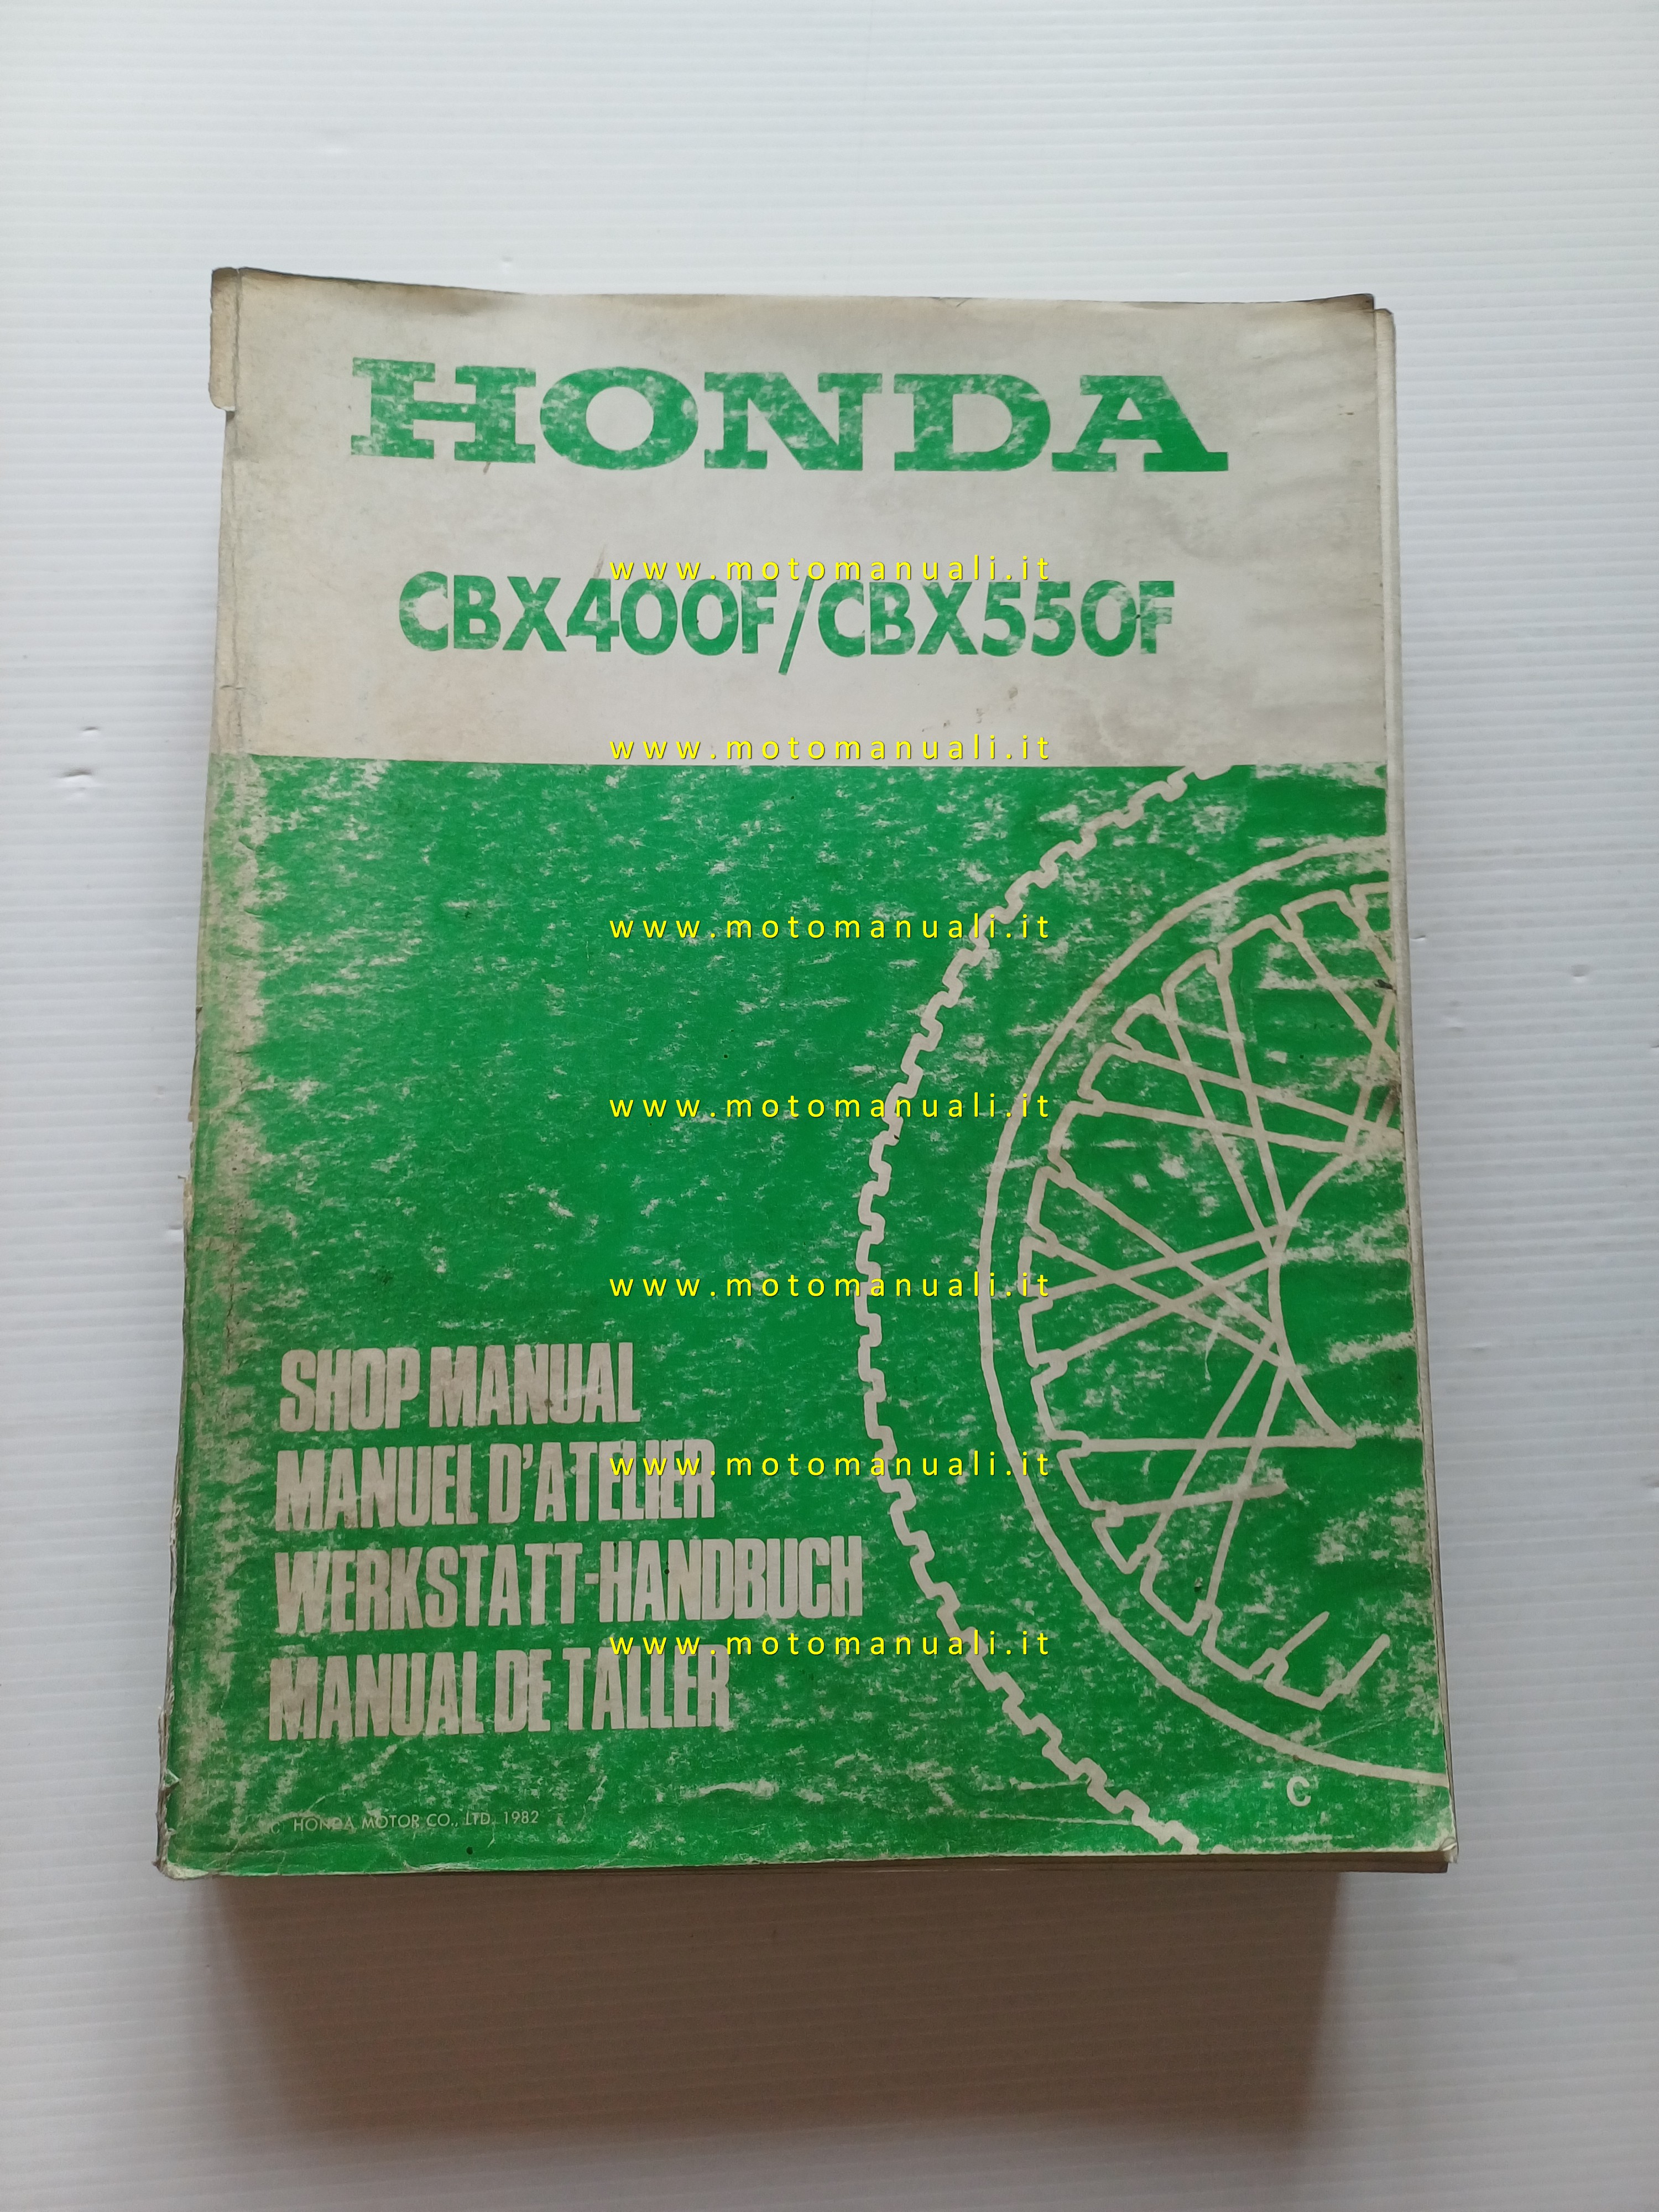 HONDA
www.motomanuali.it
CBX400F/CBX550F
www.motomanuali.it
www.motomanuali.it
www.motomanuali.it
www.motomanuali.it
SHOP MANUAL
MANUEL D'ATELIER
www.motomanuali.it
WERKSTATT-HANDBUCH
www.motomanuali.it
MANUAL DE TALLER
C
C HONDA MOTOR CO., LTD. 1982